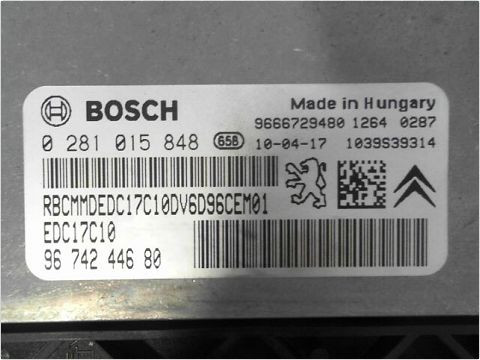 BOSCH
Made in Hungary
9666729480 1264 0287
0 281 015 848 658 10-04-17 1039S39314
RBCMMDEDC17C10DV6D96CEM01
EDC17C10
96 742 446 80